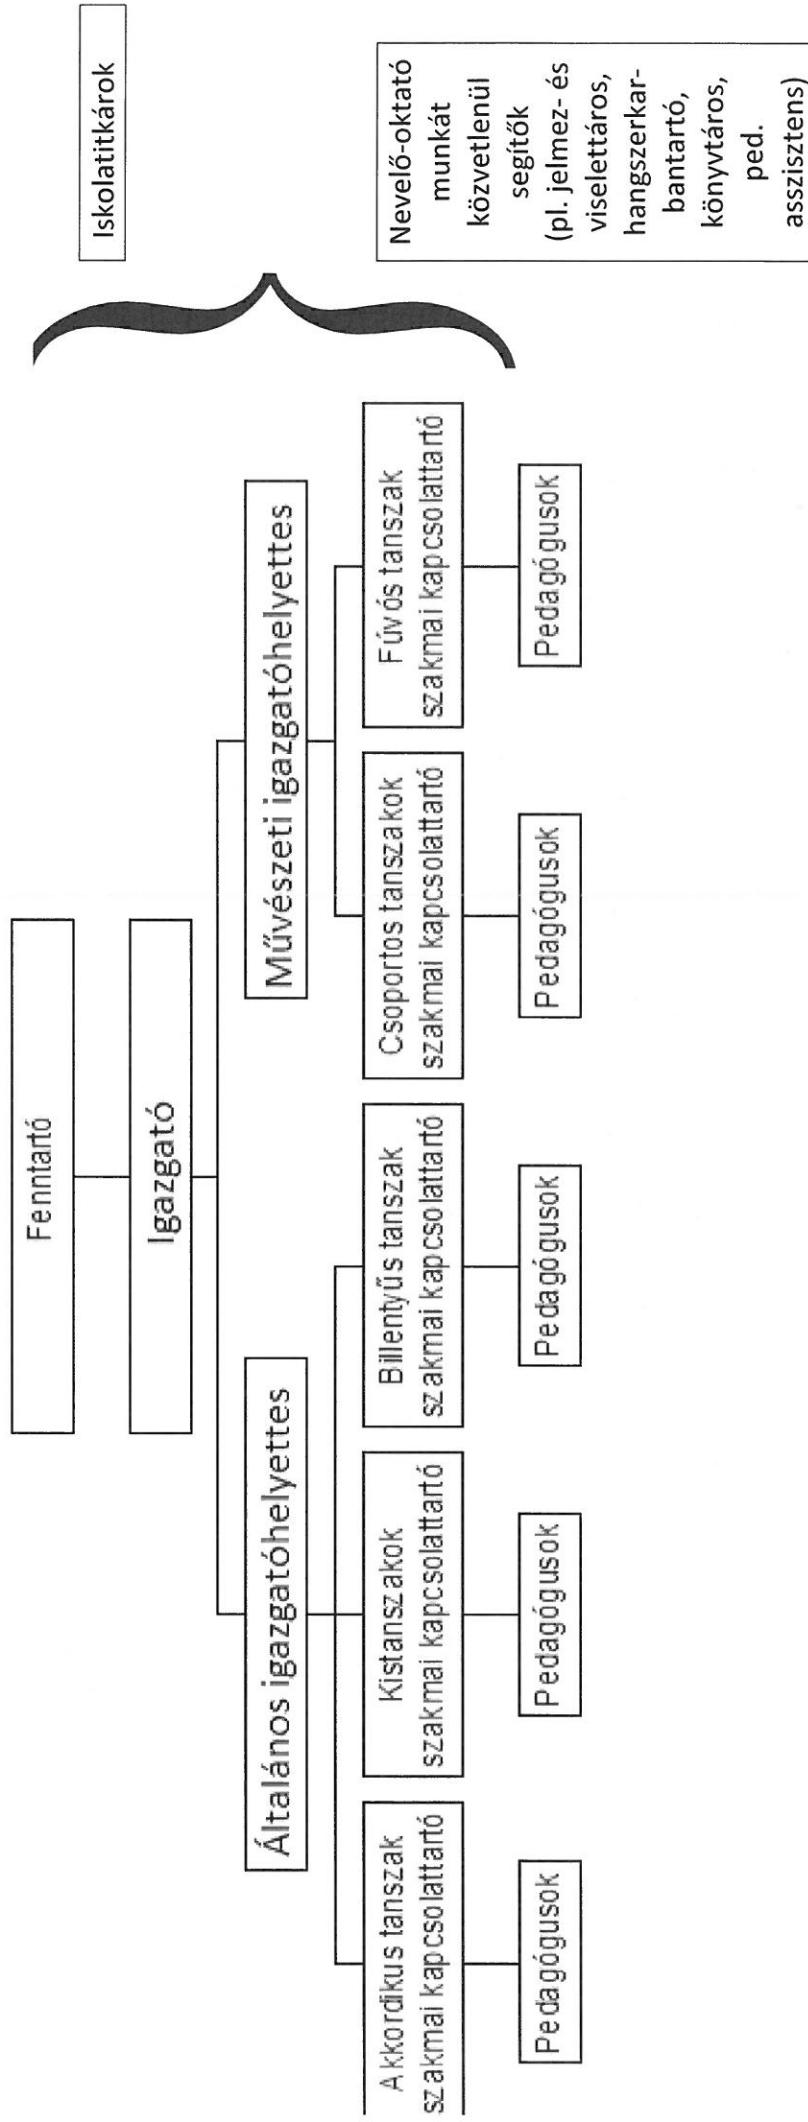 Fenntartó
Igazgató
Általános igazgatóhelyettes
Művészeti igazgatóhelyettes
Akkordikus tanszak
szakmai kapcsolattartó
Kistanszakok
szakmai kapcsolattartó
Billentyűs tanszak
szakmai kapcsolattartó
Csoportos tanszakok
szakmai kapcsolattartó
Fúvós tanszak
szakmai kapcsolattartó
Pedagógusok
Pedagógusok
Pedagógusok
Pedagógusok
Pedagógusok
Iskolatitkárok
Nevelő-oktató
munkát
közvetlenül
segítők
(pl. jelmez- és
viselettáros,
hangszerkar-
bantartó,
könyvtáros,
ped.
asszisztens)